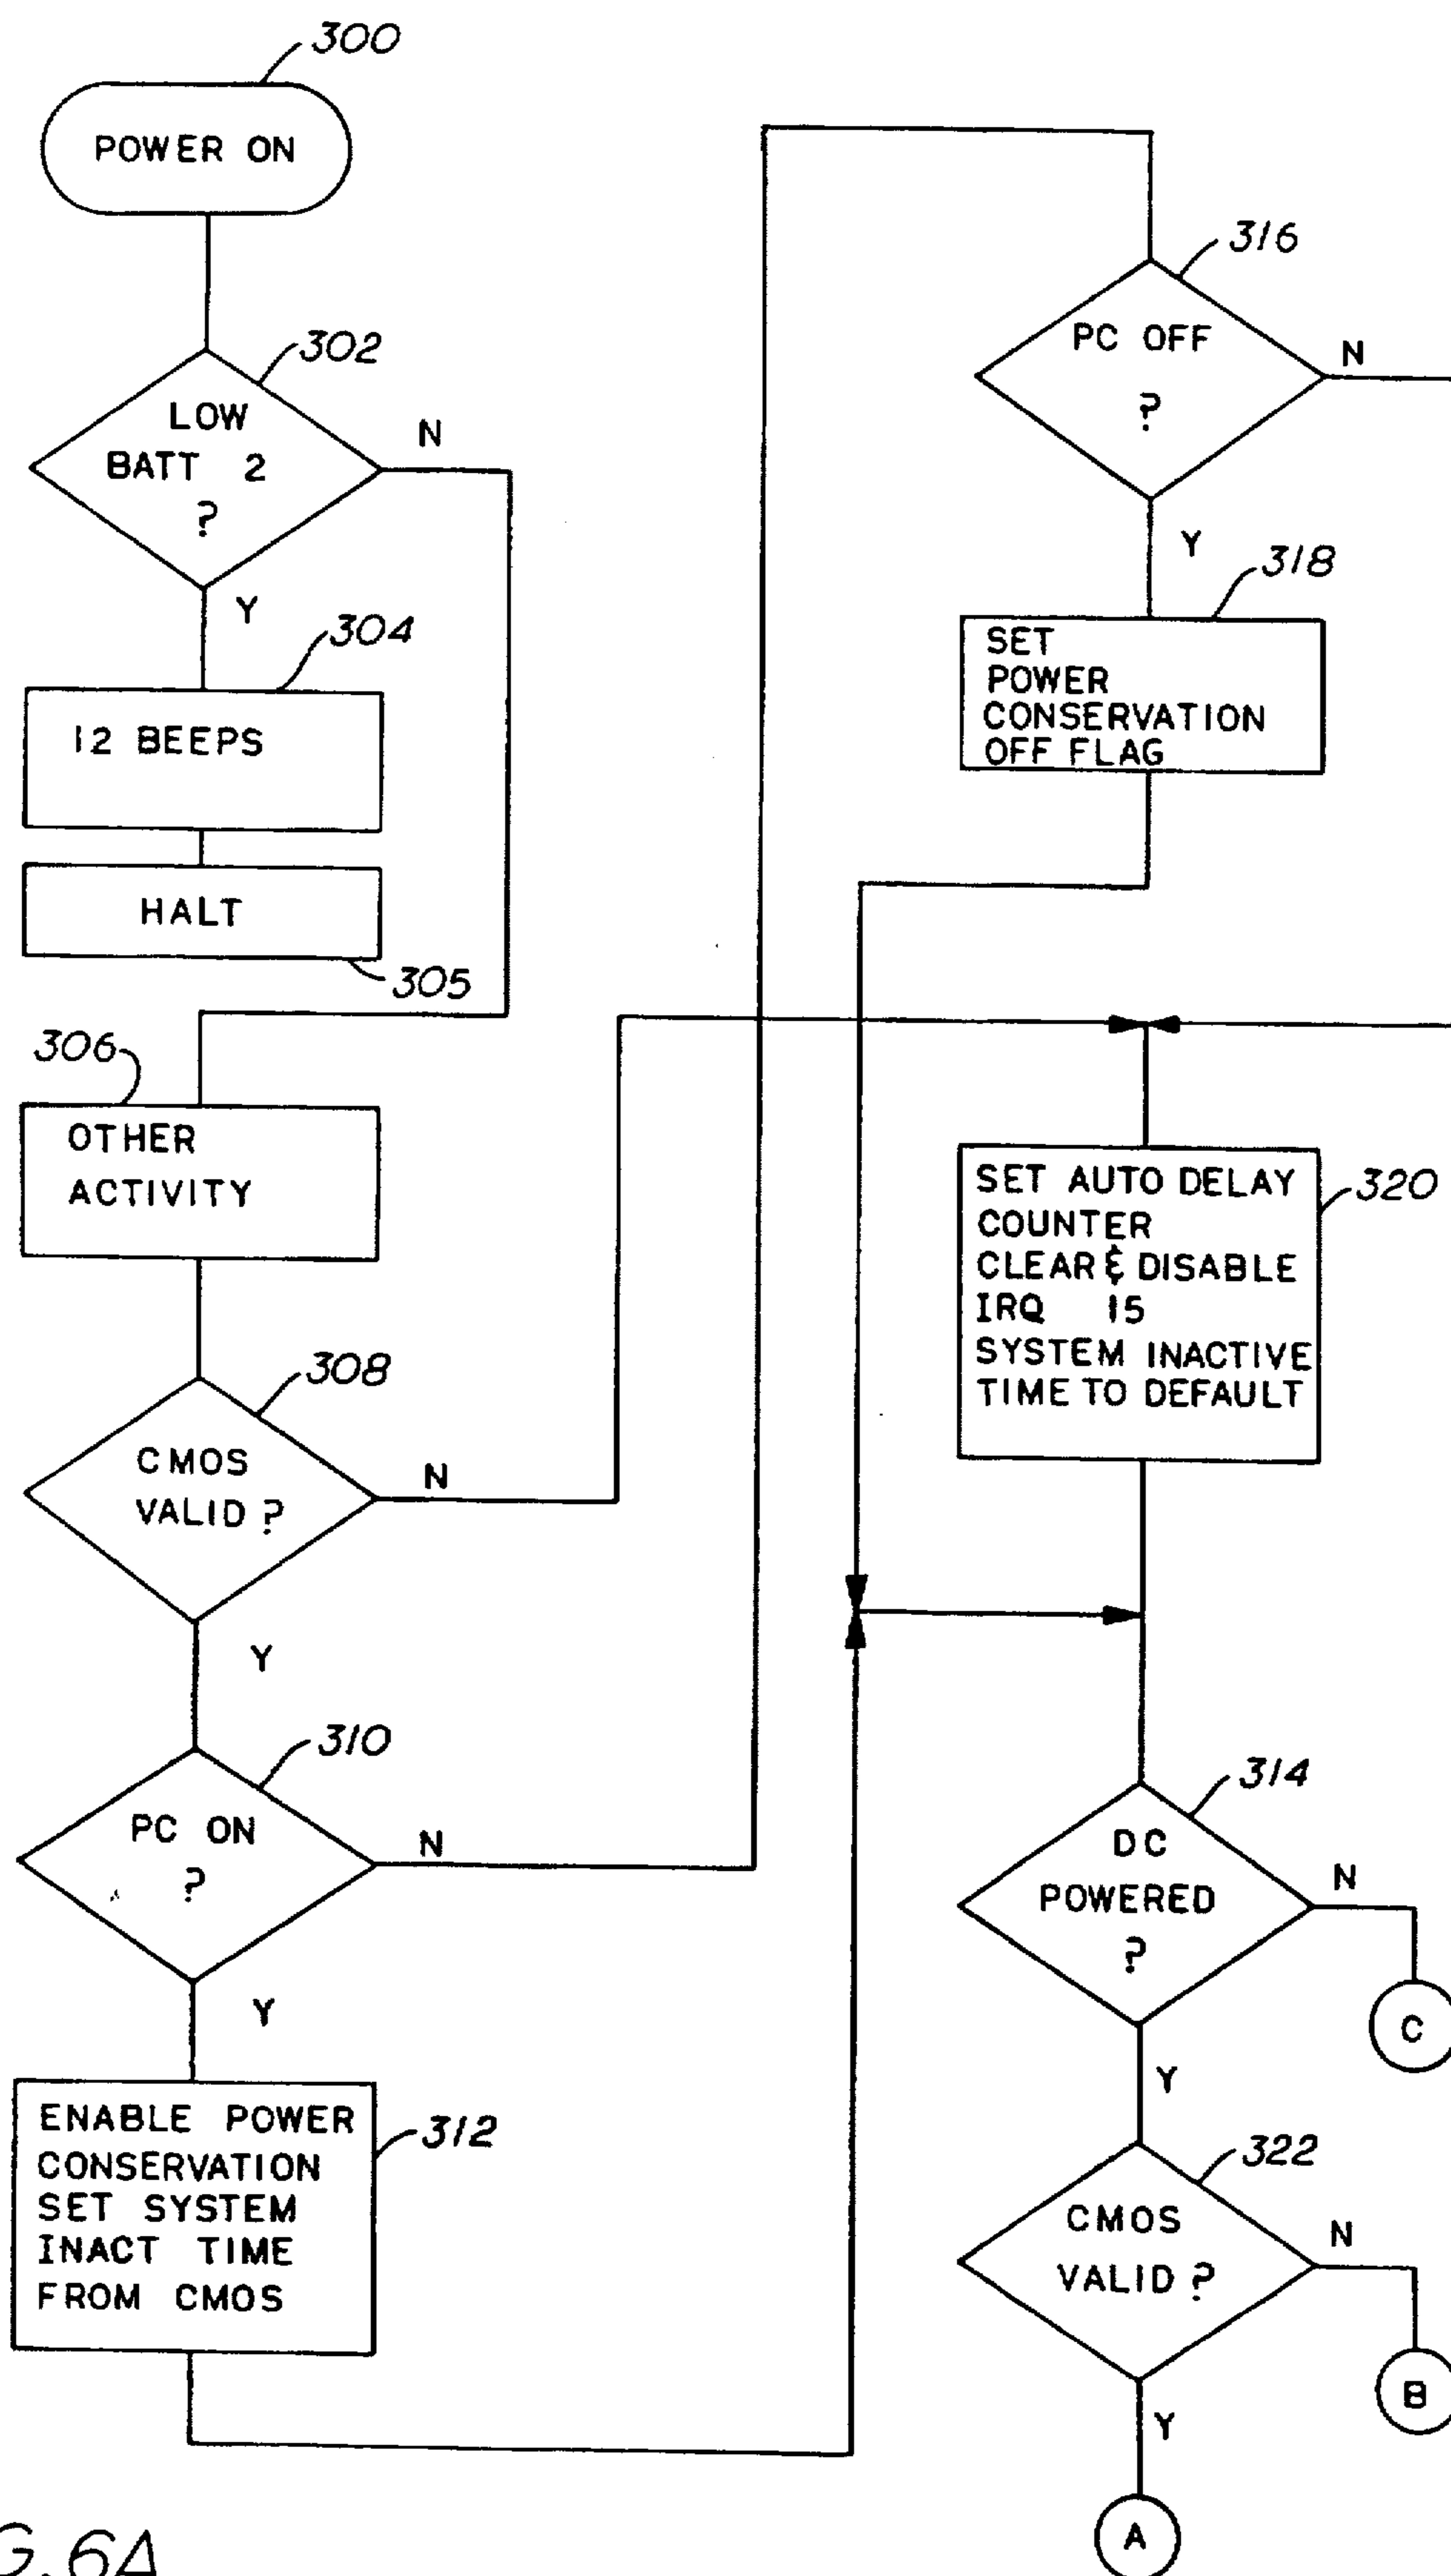 300
POWER ON
302
LOW
BATT 2
?
N
Y
304
12 BEEPS
HALT
305
306
OTHER
ACTIVITY
308
CMOS
VALID ?
N
Y
310
PC ON
?
N
Y
312
ENABLE POWER
CONSERVATION
SET SYSTEM
INACT TIME
FROM CMOS
316
PC OFF
?
N
Y
318
SET
POWER
CONSERVATION
OFF FLAG
320
SET AUTO DELAY
COUNTER
CLEAR & DISABLE
IRQ 15
SYSTEM INACTIVE
TIME TO DEFAULT
314
DC
POWERED
?
N
C
Y
322
CMOS
VALID ?
N
B
Y
A
G. 6A